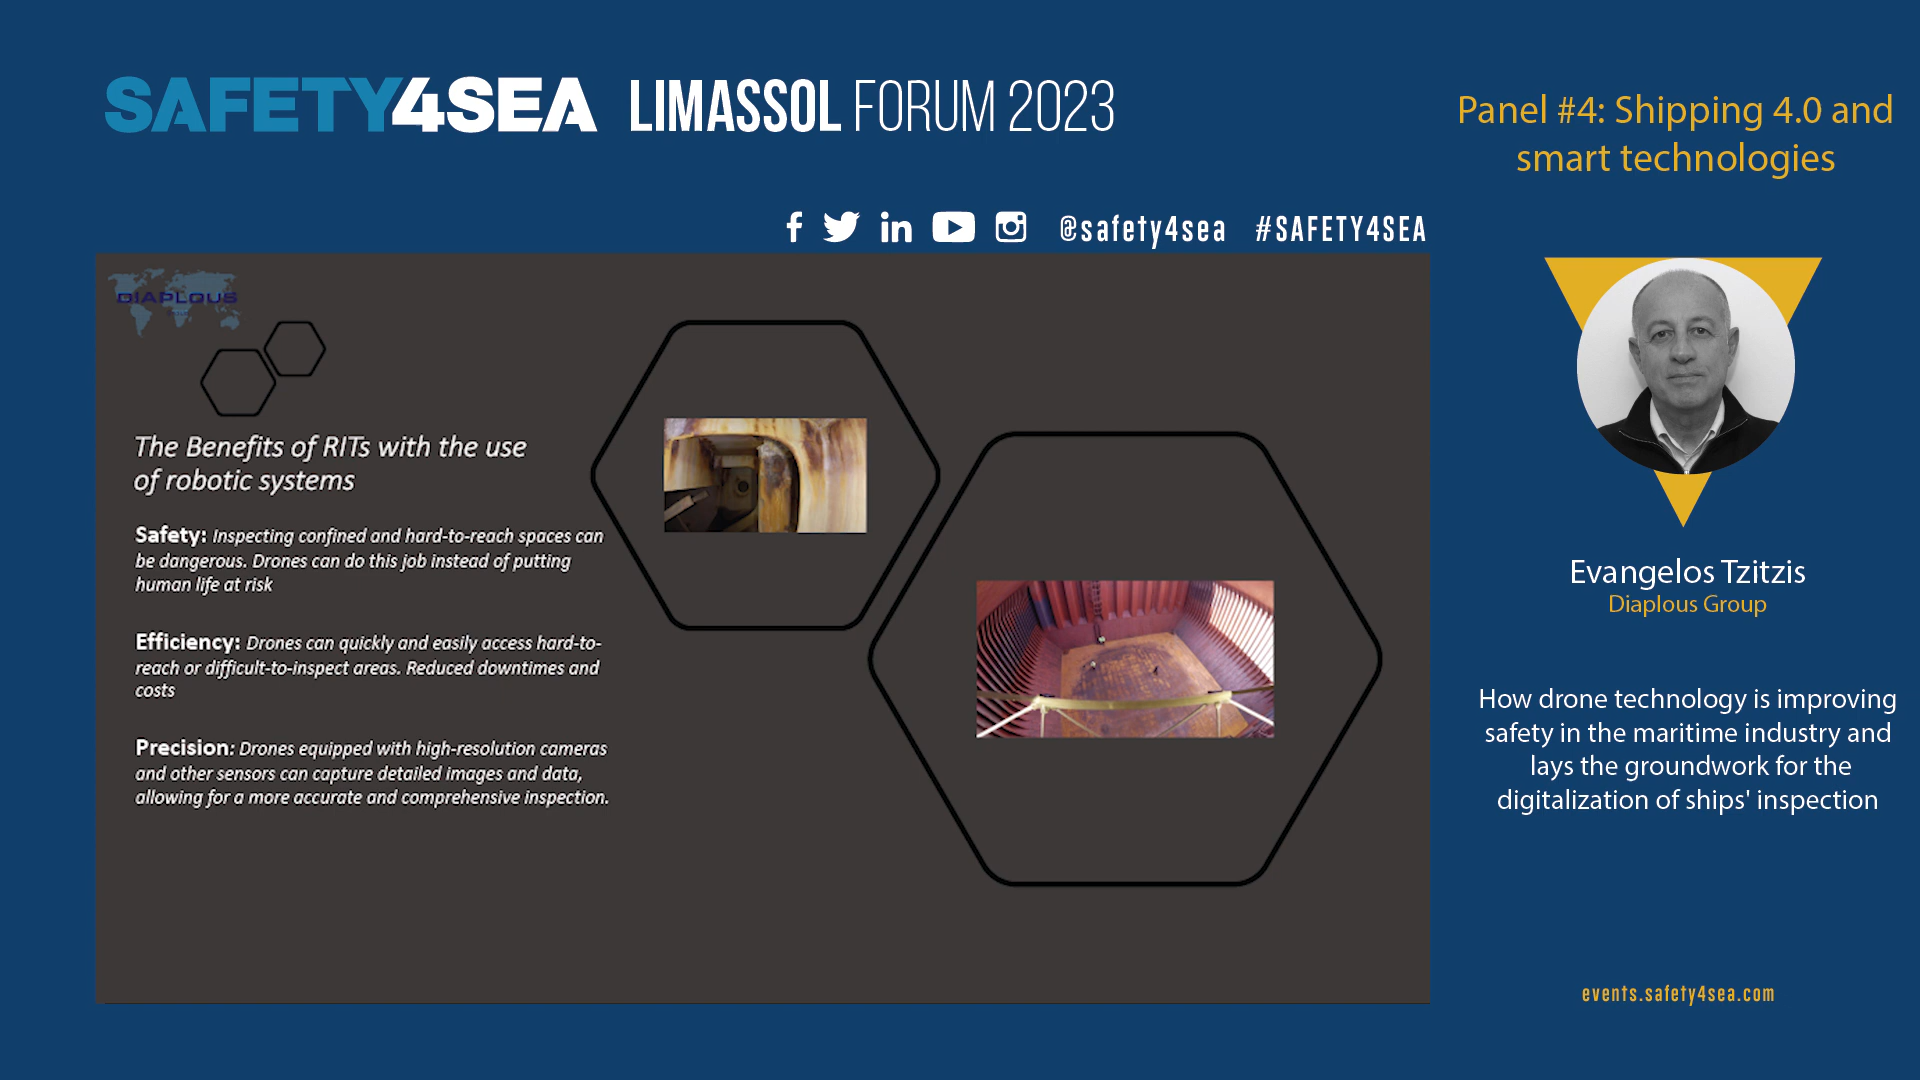 SAFETY4SEA LIMASSOL FORUM 2023
Panel #4: Shipping 4.0 and
smart technologies
@safety4sea #SAFETY4SEA
DIAPLOUS
The Benefits of RITs with the use
of robotic systems
Safety: Inspecting confined and hard-to-reach spaces can
be dangerous. Drones can do this job instead of putting
human life at risk
Efficiency: Drones can quickly and easily access hard-to-
reach or difficult-to-inspect areas. Reduced downtimes and
costs
Precision: Drones equipped with high-resolution cameras
and other sensors can capture detailed images and data,
allowing for a more accurate and comprehensive inspection.
Evangelos Tzitzis
Diaplous Group
How drone technology is improving
safety in the maritime industry and
lays the groundwork for the
digitalization of ships' inspection
events.safety4sea.com